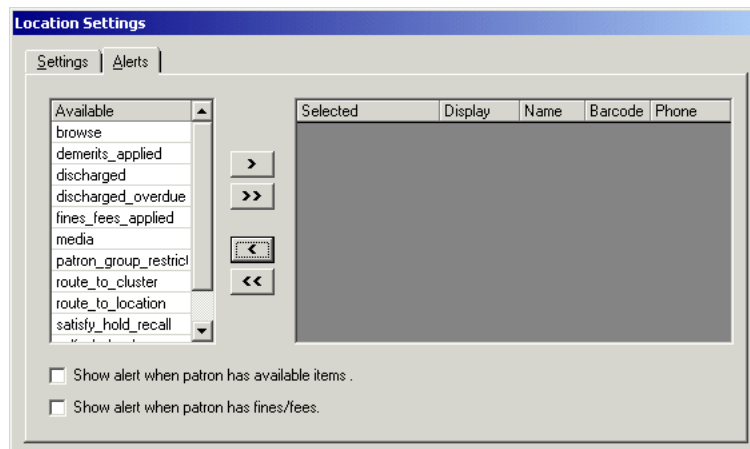 Location Settings
Settings
Alerts
Available
browse
demerits_applied
discharged
discharged_overdue
fines_fees_applied
media
patron_group_restrict
route_to_cluster
route_to_location
satisfy_hold_recall
>
>>
<
<<
Selected Display Name Barcode Phone
Show alert when patron has available items .
Show alert when patron has fines/fees.